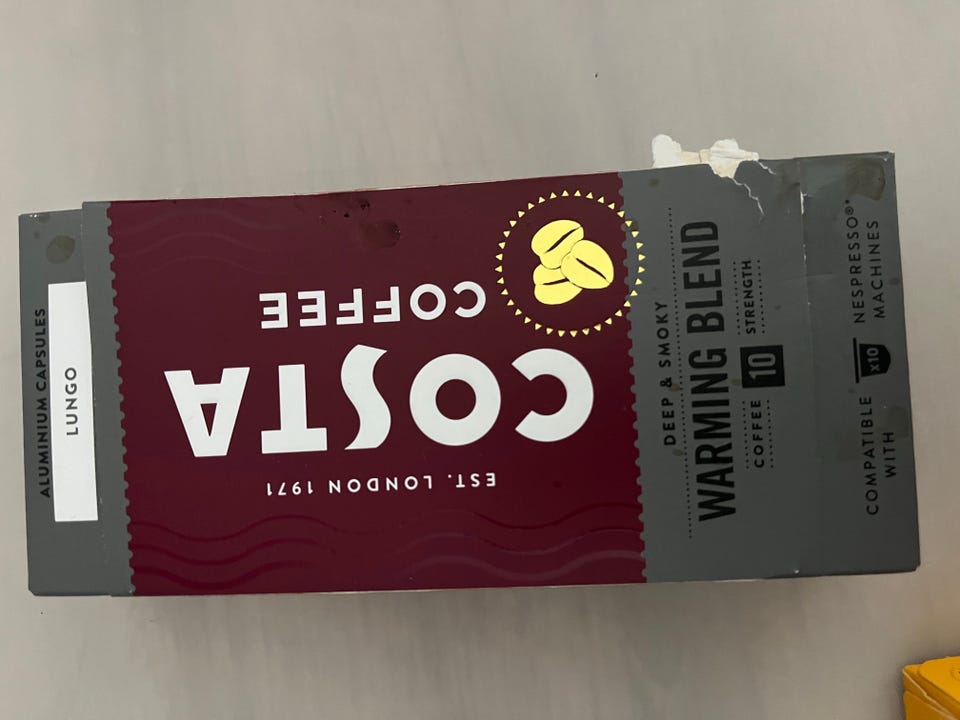 ALUMINIUM CAPSULES
LUNGO
COSTA
COFFEE
EST. LONDON 1971
DEEP & SMOKY
WARMING BLEND
COFFEE 10 STRENGTH
COMPATIBLE WITH
x10
NESPRESSO®*
MACHINES